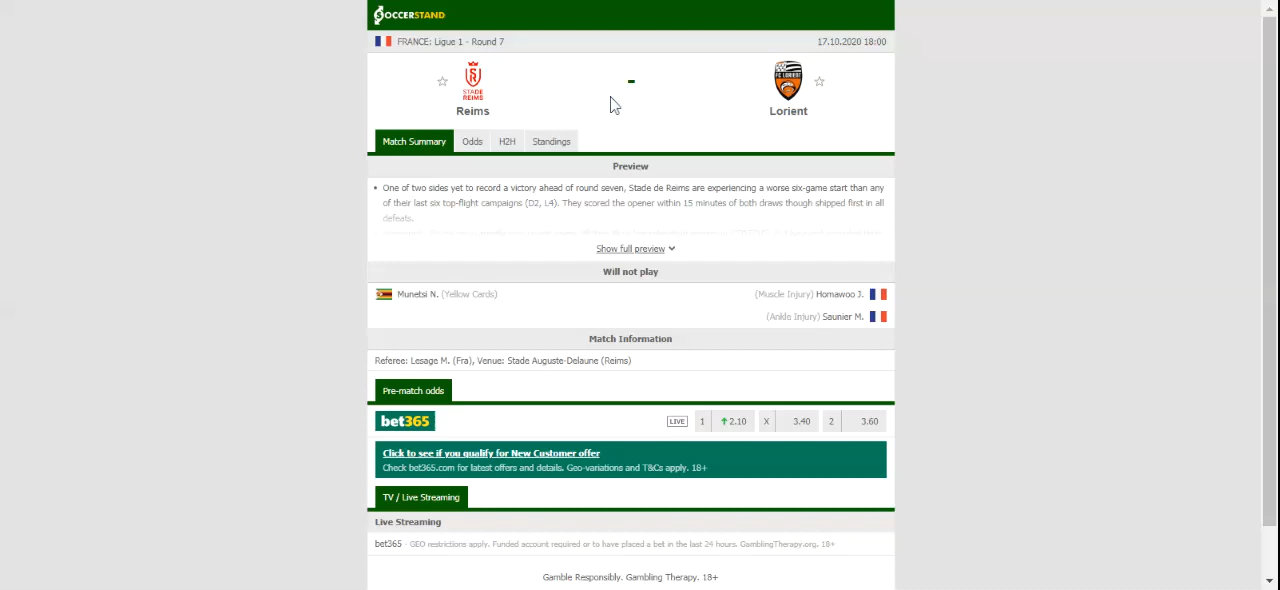 SOCCERSTAND
FRANCE: Ligue 1 - Round 7
17.10.2020 18:00
STADE REIMS
FC LORIENT
-
Reims
Lorient
Match Summary
Odds
H2H
Standings
Preview
• One of two sides yet to record a victory ahead of round seven, Stade de Reims are experiencing a worse six-game start than any
of their last six top-flight campaigns (D2, L4). They scored the opener within 15 minutes of both draws though shipped first in all
defeats.
Show full preview
Will not play
Munetsi N. (Yellow Cards)
(Muscle Injury) Homawoo J.
(Ankle Injury) Saunier M.
Match Information
Referee: Lesage M. (Fra), Venue: Stade Auguste-Delaune (Reims)
Pre-match odds
bet365
LIVE
1 2.10
X 3.40
2 3.60
Click to see if you qualify for New Customer offer
Check bet365.com for latest offers and details. Geo-variations and T&Cs apply. 18+
TV / Live Streaming
Live Streaming
bet365 - GEO restrictions apply. Funded account required or to have placed a bet in the last 24 hours. GamblingTherapy.org. 18+
Gamble Responsibly. Gambling Therapy. 18+